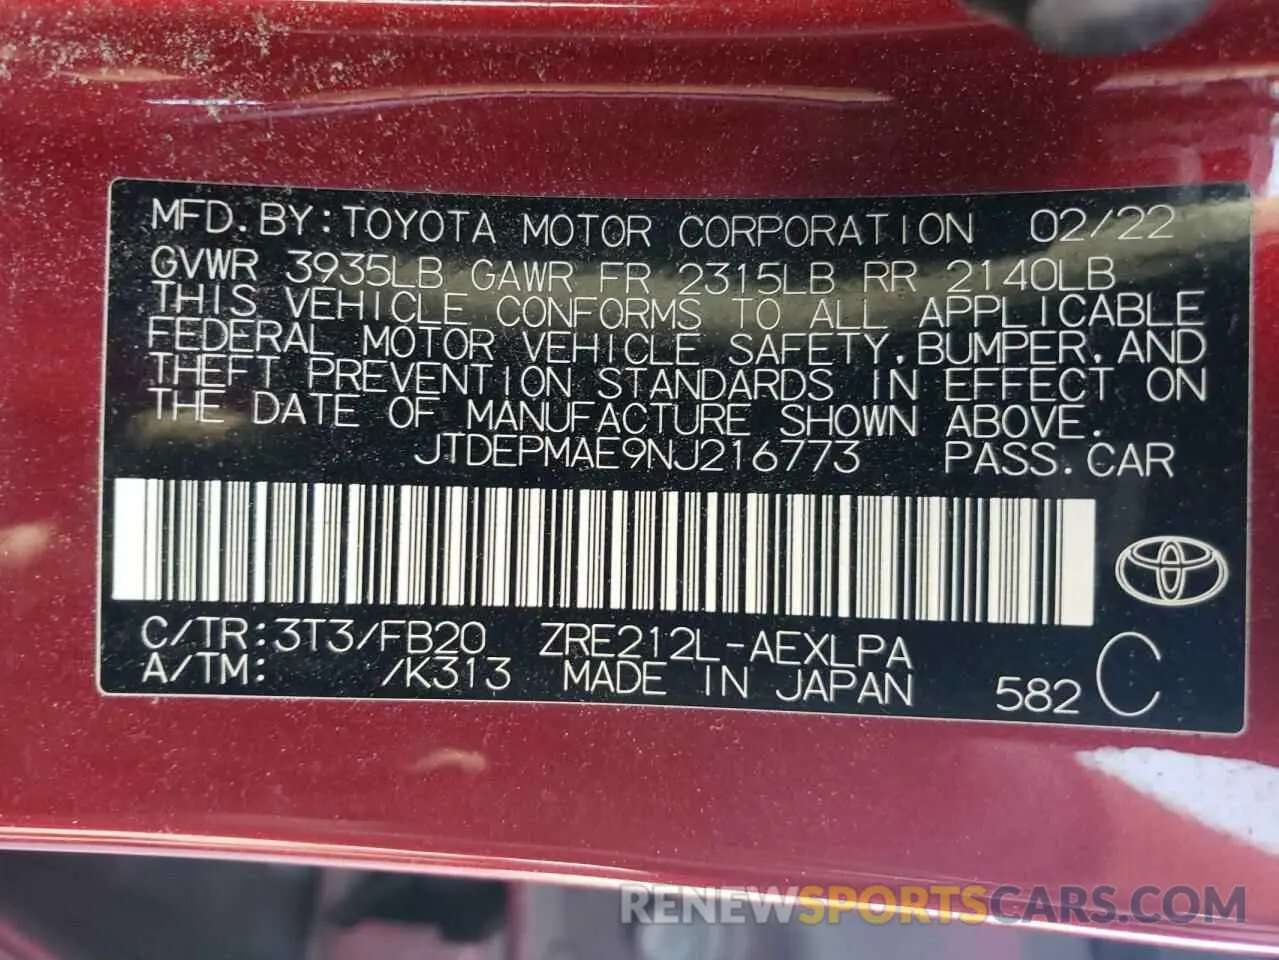 MFD. BY: TOYOTA MOTOR CORPORATION 02/22
GVWR 3935LB GAWR FR 2315LB RR 2140LB
THIS VEHICLE CONFORMS TO ALL APPLICABLE
FEDERAL MOTOR VEHICLE SAFETY, BUMPER, AND
THEFT PREVENTION STANDARDS IN EFFECT ON
THE DATE OF MANUFACTURE SHOWN ABOVE.
JTDEPMAE9NJ216773 PASS. CAR
C/TR: 3T3/FB20 ZRE212L-AEXLPA
A/TM: /K313 MADE IN JAPAN 582 C
RENEWSPORTSCARS.COM